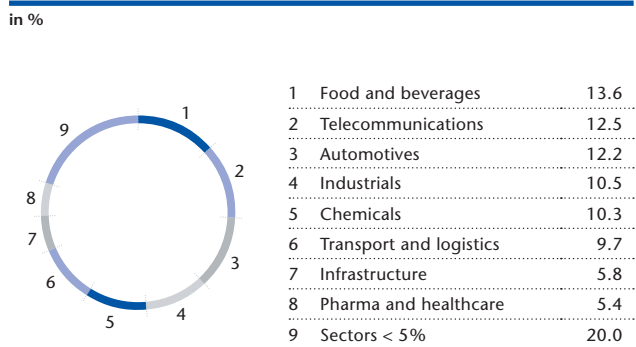 in %
1 Food and beverages 13.6
2 Telecommunications 12.5
3 Automotives 12.2
4 Industrials 10.5
5 Chemicals 10.3
6 Transport and logistics 9.7
7 Infrastructure 5.8
8 Pharma and healthcare 5.4
9 Sectors < 5% 20.0
1
2
3
4
5
6
7
8
9